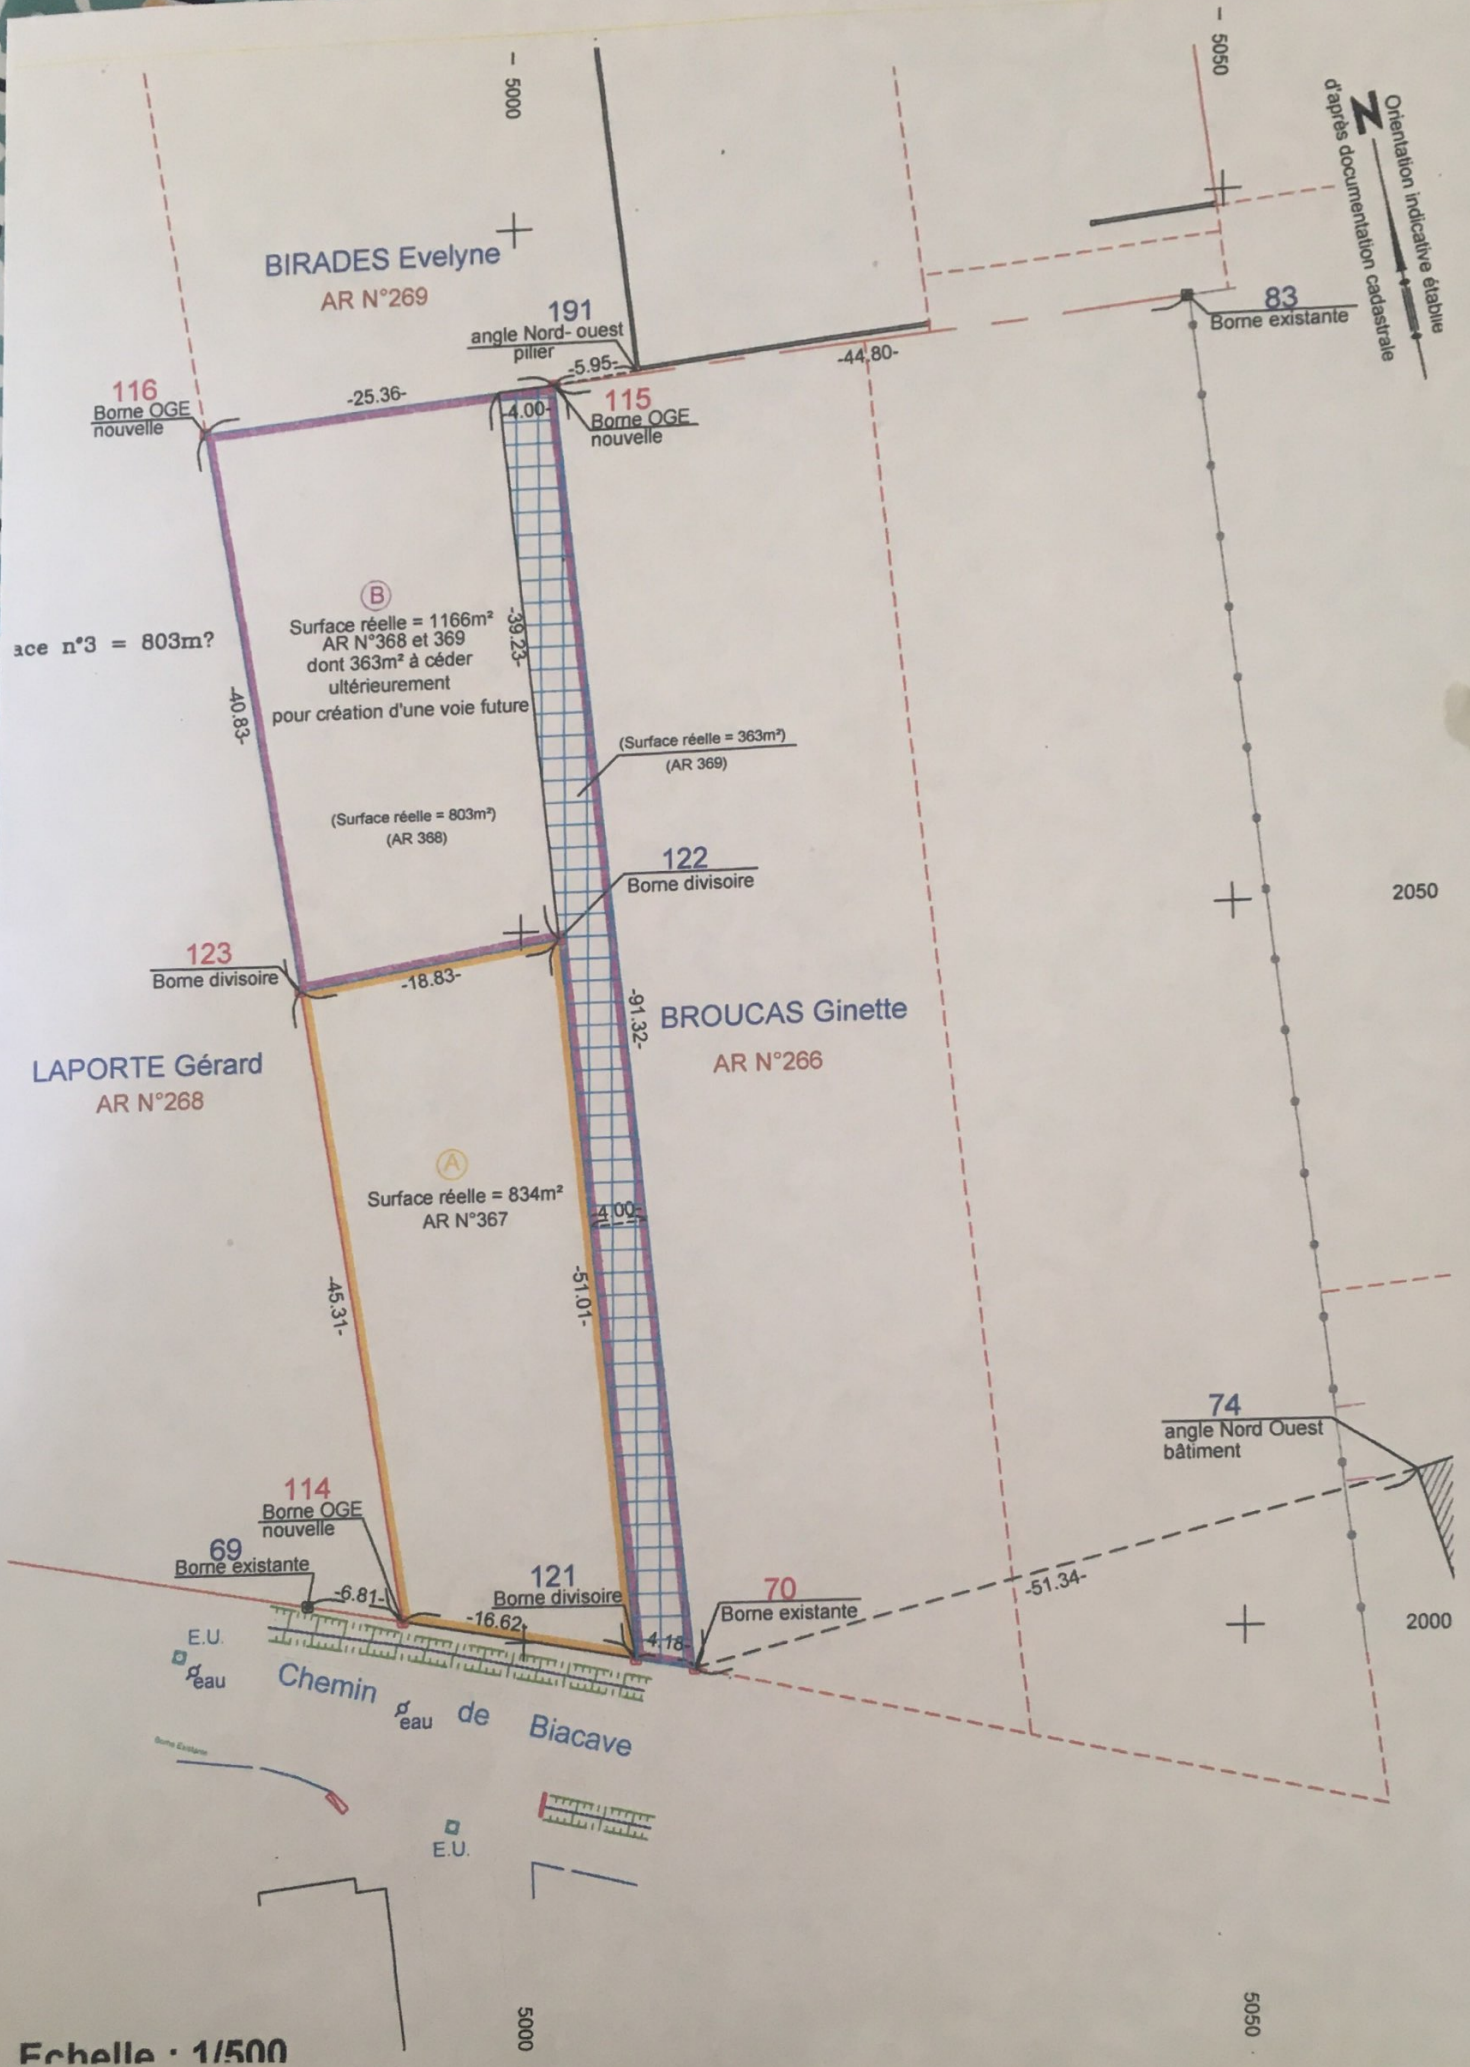 - 5000
- 5050
Orientation indicative établie
d'après documentation cadastrale
N
BIRADES Evelyne
AR N°269
191
angle Nord- ouest
pilier
-5.95-
-44.80-
83
Borne existante
116
Borne OGE
nouvelle
-25.36-
4.00-
115
Borne OGE
nouvelle
B
Surface réelle = 1166m²
AR N°368 et 369
dont 363m² à céder
ultérieurement
pour création d'une voie future
-39.23-
ace n°3 = 803m?
-40.83-
(Surface réelle = 363m²)
(AR 369)
(Surface réelle = 803m²)
(AR 368)
122
Borne divisoire
2050
123
Borne divisoire
-18.83-
-91.32-
BROUCAS Ginette
AR N°266
LAPORTE Gérard
AR N°268
A
Surface réelle = 834m²
AR N°367
4.00-
-45.31-
-51.01-
74
angle Nord Ouest
bâtiment
114
Borne OGE
nouvelle
69
Borne existante
-6.81-
121
Borne divisoire
-16.62-
4.18-
70
Borne existante
-51.34-
2000
E.U.
eau
Chemin de Biacave
eau
Borne Existante
E.U.
5000
5050
Echelle : 1/500